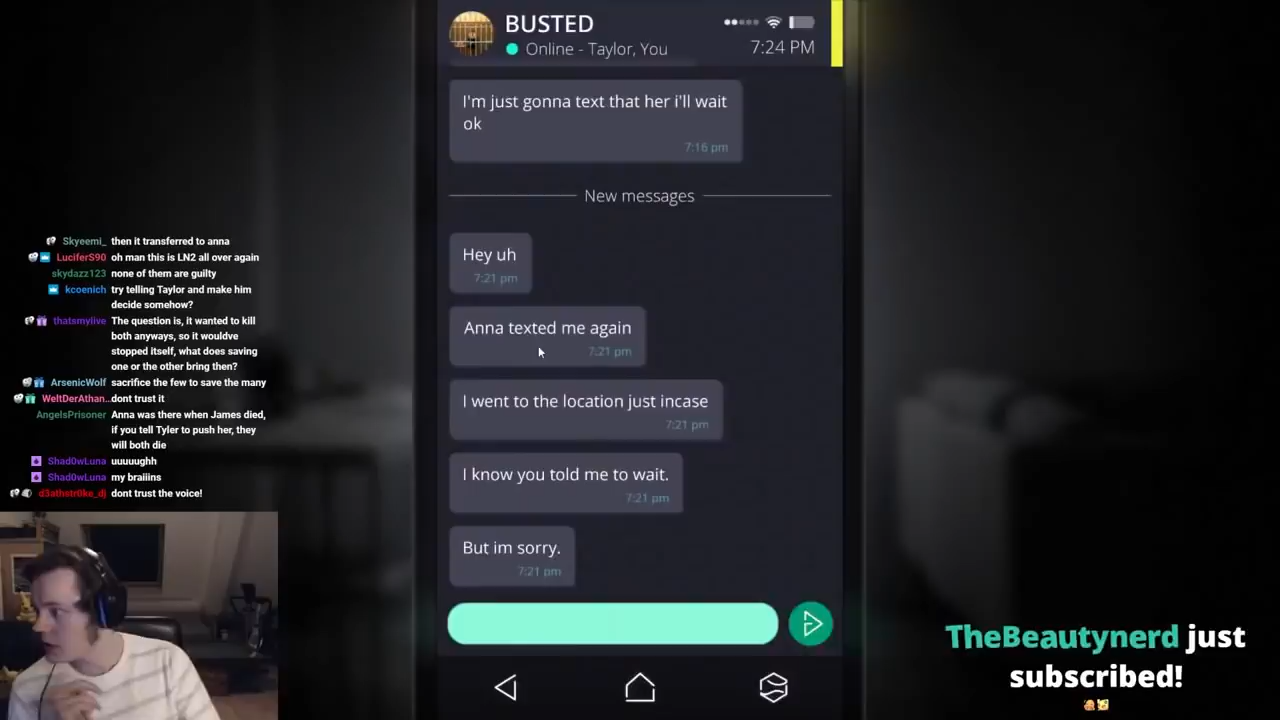 BUSTED
Online - Taylor, You
7:24 PM
I'm just gonna text that her i'll wait
ok
7:16 pm
New messages
Hey uh
7:21 pm
Anna texted me again
7:21 pm
I went to the location just incase
7:21 pm
I know you told me to wait.
7:21 pm
But im sorry.
7:21 pm
Skyeemi_ then it transferred to anna
LuciferS90 oh man this is LN2 all over again
skydazz123 none of them are guilty
kcoenich try telling Taylor and make him
decide somehow?
thatsmylive The question is, it wanted to kill
both anyways, so it wouldve
stopped itself, what does saving
one or the other bring then?
ArsenicWolf sacrifice the few to save the many
WeltDerAthan... dont trust it
AngelsPrisoner Anna was there when James died,
if you tell Tyler to push her, they
will both die
Shad0wLuna uuuuughh
Shad0wLuna my braiiins
d3athstr0ke_dj dont trust the voice!
TheBeautynerd just
subscribed!